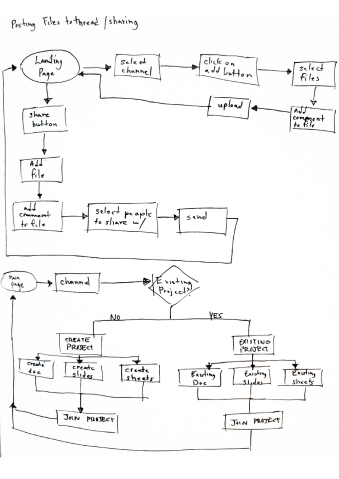 Posting Files to thread / sharing
Landing
Page
select
channel
click on
add button
select
files
Add
comment
to file
upload
share
button
Add
file
add
comment
to file
select people
to share w/
send
Main
page
channel
Existing
Project?
NO
YES
CREATE
PROJECT
EXISTING
PROJECT
create
doc
create
slides
create
sheets
Existing
Doc
Existing
slides
Existing
sheets
JOIN PROJECT
JOIN PROJECT